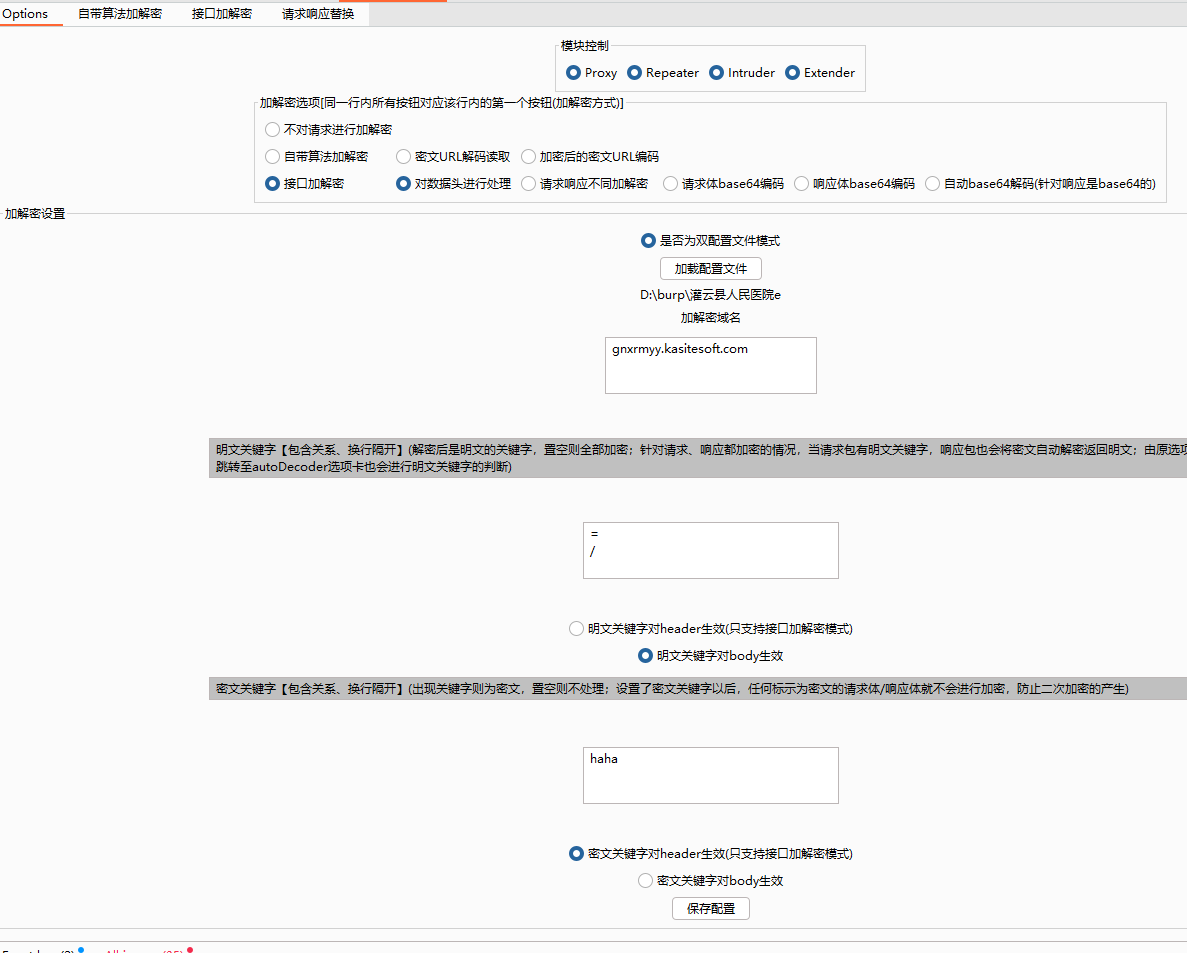 Options 自带算法加解密 接口加解密 请求响应替换
模块控制
Proxy Repeater Intruder Extender
加解密选项[同一行内所有按钮对应该行内的第一个按钮(加解密方式)]
不对请求进行加解密
自带算法加解密 密文URL解码读取 加密后的密文URL编码
接口加解密 对数据头进行处理 请求响应不同加解密 请求体base64编码 响应体base64编码 自动base64解码(针对响应是base64的)
加解密设置
是否为双配置文件模式
加载配置文件
D:\burp\灌云县人民医院e
加解密域名
gnxrmyy.kasitesoft.com
明文关键字【包含关系、换行隔开】(解密后是明文的关键字，置空则全部加密；针对请求、响应都加密的情况，当请求包有明文关键字，响应包也会将密文自动解密返回明文；由原选项
跳转至autoDecoder选项卡也会进行明文关键字的判断)
=
/
明文关键字对header生效(只支持接口加解密模式)
明文关键字对body生效
密文关键字【包含关系、换行隔开】(出现关键字则为密文，置空则不处理；设置了密文关键字以后，任何标示为密文的请求体/响应体就不会进行加密，防止二次加密的产生)
haha
密文关键字对header生效(只支持接口加解密模式)
密文关键字对body生效
保存配置